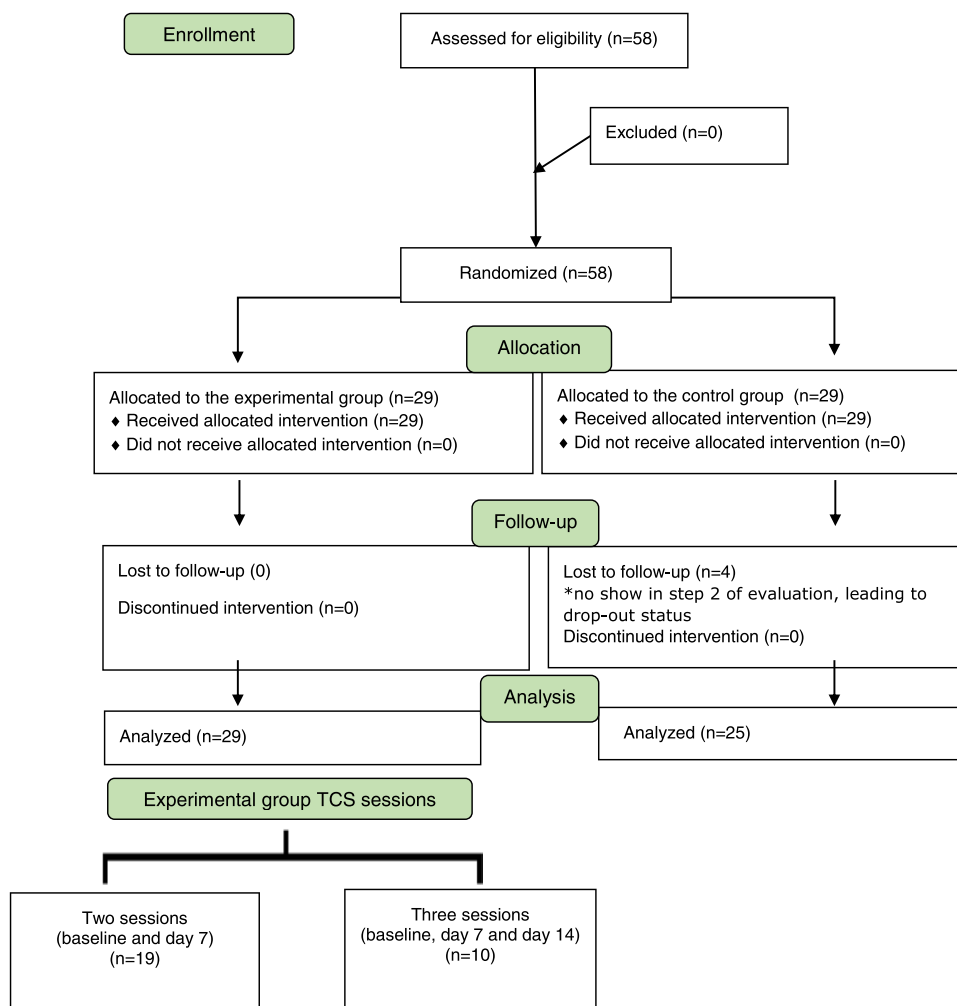 Enrollment
Assessed for eligibility (n=58)
Excluded (n=0)
Randomized (n=58)
Allocation
Allocated to the experimental group (n=29)
♦ Received allocated intervention (n=29)
♦ Did not receive allocated intervention (n=0)
Allocated to the control group (n=29)
♦ Received allocated intervention (n=29)
♦ Did not receive allocated intervention (n=0)
Follow-up
Lost to follow-up (0)
Discontinued intervention (n=0)
Lost to follow-up (n=4)
*no show in step 2 of evaluation, leading to
drop-out status
Discontinued intervention (n=0)
Analysis
Analyzed (n=29)
Analyzed (n=25)
Experimental group TCS sessions
Two sessions
(baseline and day 7)
(n=19)
Three sessions
(baseline, day 7 and day 14)
(n=10)